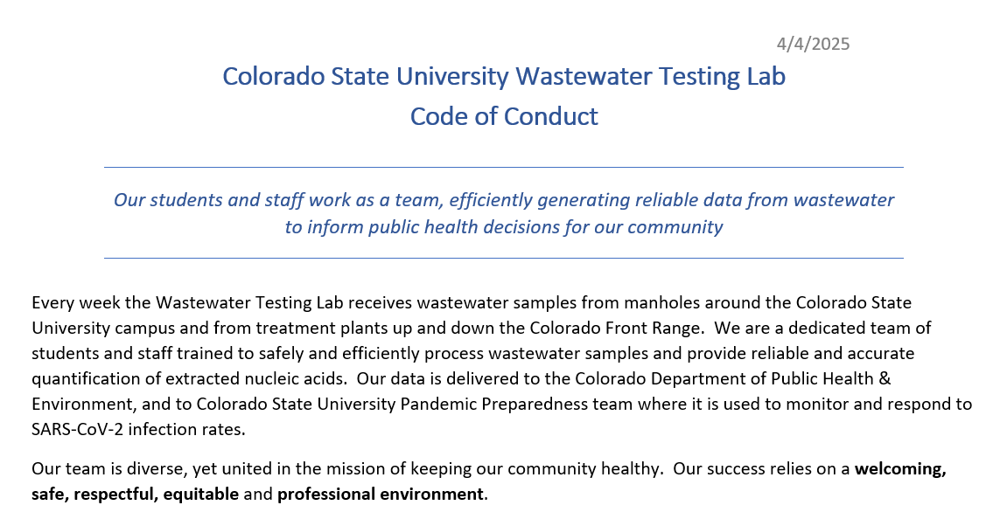 4/4/2025
Colorado State University Wastewater Testing Lab
Code of Conduct
Our students and staff work as a team, efficiently generating reliable data from wastewater
to inform public health decisions for our community
Every week the Wastewater Testing Lab receives wastewater samples from manholes around the Colorado State
University campus and from treatment plants up and down the Colorado Front Range.  We are a dedicated team of
students and staff trained to safely and efficiently process wastewater samples and provide reliable and accurate
quantification of extracted nucleic acids.  Our data is delivered to the Colorado Department of Public Health &
Environment, and to Colorado State University Pandemic Preparedness team where it is used to monitor and respond to
SARS-CoV-2 infection rates.
Our team is diverse, yet united in the mission of keeping our community healthy.  Our success relies on a welcoming,
safe, respectful, equitable and professional environment.